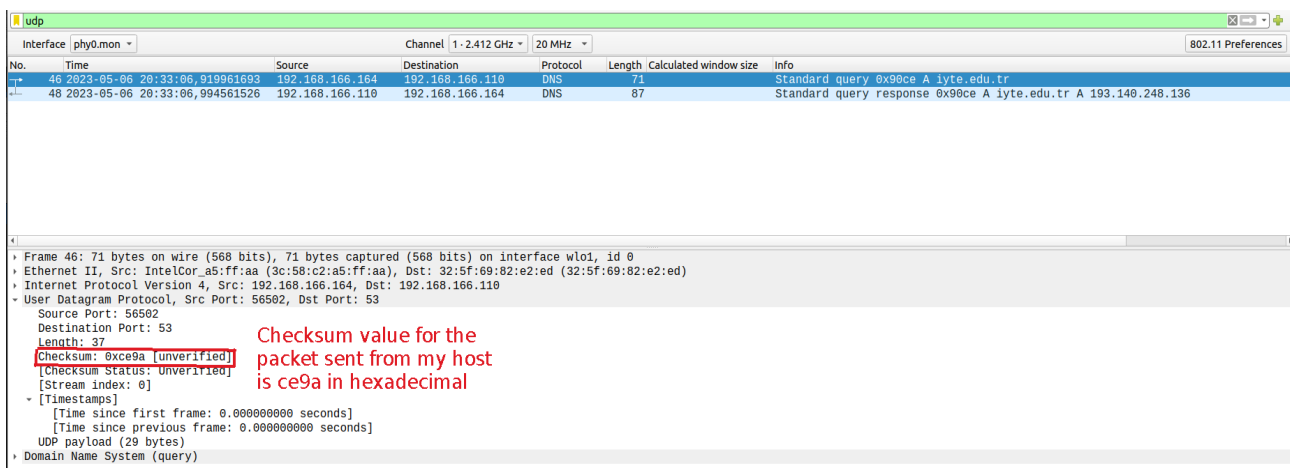 udp
Interface phy0.mon Channel 1 · 2.412 GHz 20 MHz 802.11 Preferences
No. Time Source Destination Protocol Length Calculated window size Info
46 2023-05-06 20:33:06,919961693 192.168.166.164 192.168.166.110 DNS 71 Standard query 0x90ce A iyte.edu.tr
48 2023-05-06 20:33:06,994561526 192.168.166.110 192.168.166.164 DNS 87 Standard query response 0x90ce A iyte.edu.tr A 193.140.248.136
Frame 46: 71 bytes on wire (568 bits), 71 bytes captured (568 bits) on interface wlo1, id 0
Ethernet II, Src: IntelCor_a5:ff:aa (3c:58:c2:a5:ff:aa), Dst: 32:5f:69:82:e2:ed (32:5f:69:82:e2:ed)
Internet Protocol Version 4, Src: 192.168.166.164, Dst: 192.168.166.110
User Datagram Protocol, Src Port: 56502, Dst Port: 53
Source Port: 56502
Destination Port: 53
Length: 37
Checksum: 0xce9a [unverified]
[Checksum Status: Unverified]
[Stream index: 0]
[Timestamps]
[Time since first frame: 0.000000000 seconds]
[Time since previous frame: 0.000000000 seconds]
UDP payload (29 bytes)
Domain Name System (query)
Checksum value for the
packet sent from my host
is ce9a in hexadecimal